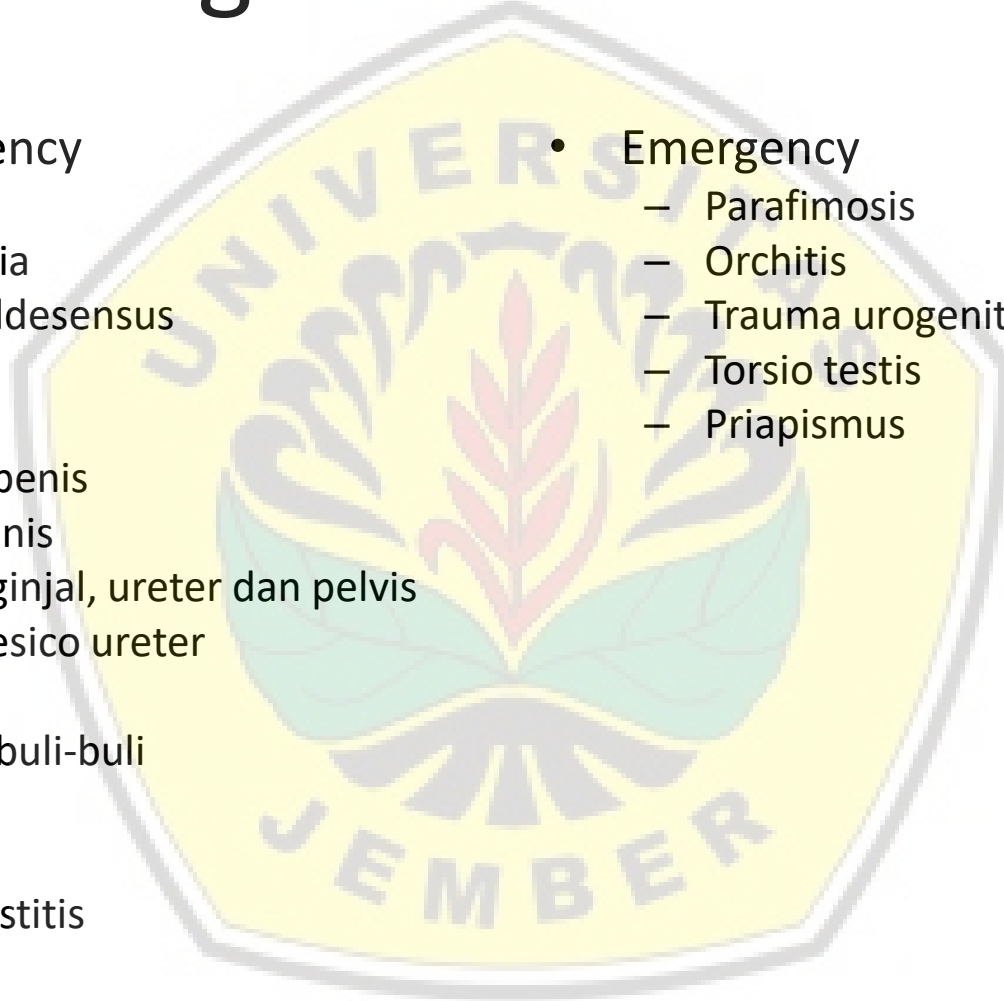 g
ency
ia
ldesensus
penis
nis
ginjal, ureter dan pelvis
esico ureter
buli-buli
stitis
• Emergency
– Parafimosis
– Orchitis
– Trauma urogenit
– Torsio testis
– Priapismus
UNIVERSITAS
JEMBER